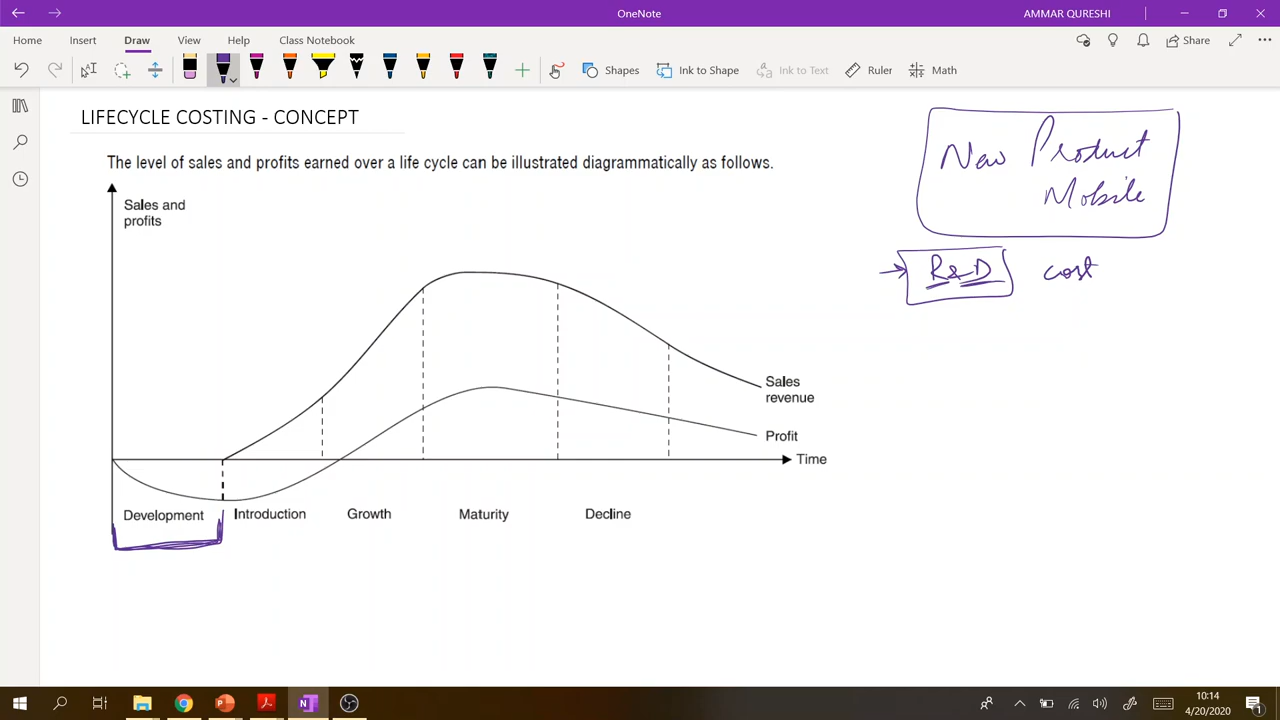 OneNote
AMMAR QURESHI
Home Insert Draw View Help Class Notebook
Share
Shapes Ink to Shape Ink to Text Ruler Math
LIFECYCLE COSTING - CONCEPT
The level of sales and profits earned over a life cycle can be illustrated diagrammatically as follows.
Sales and
profits
Sales
revenue
Profit
Time
Development Introduction Growth Maturity Decline
New Product
Mobile
R&D cost
10:14
4/20/2020
1